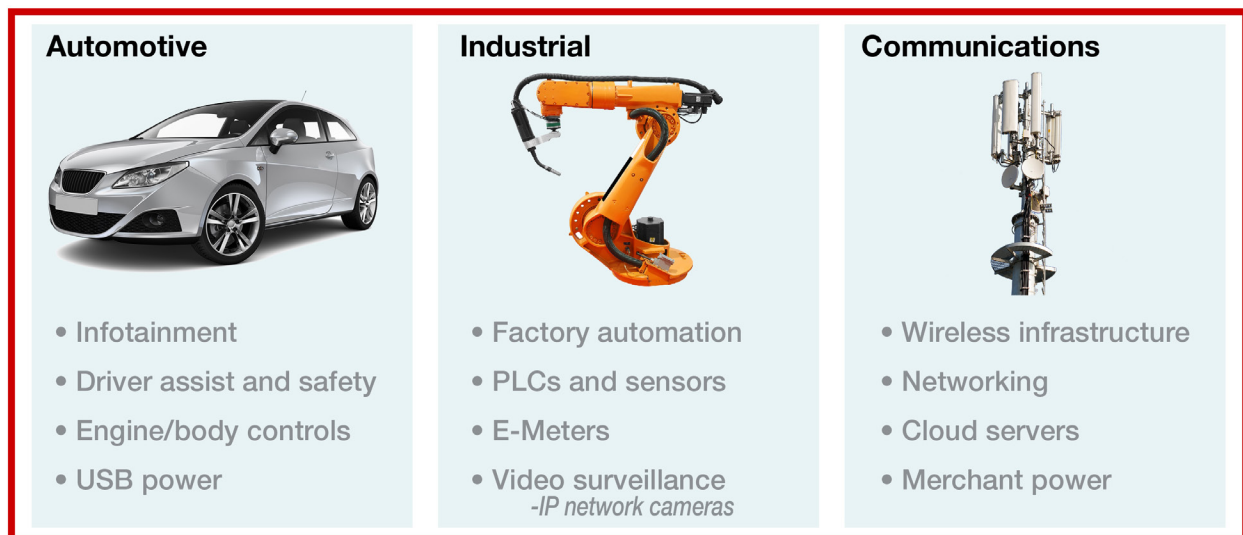 Automotive
• Infotainment
• Driver assist and safety
• Engine/body controls
• USB power
Industrial
• Factory automation
• PLCs and sensors
• E-Meters
• Video surveillance
-IP network cameras
Communications
• Wireless infrastructure
• Networking
• Cloud servers
• Merchant power